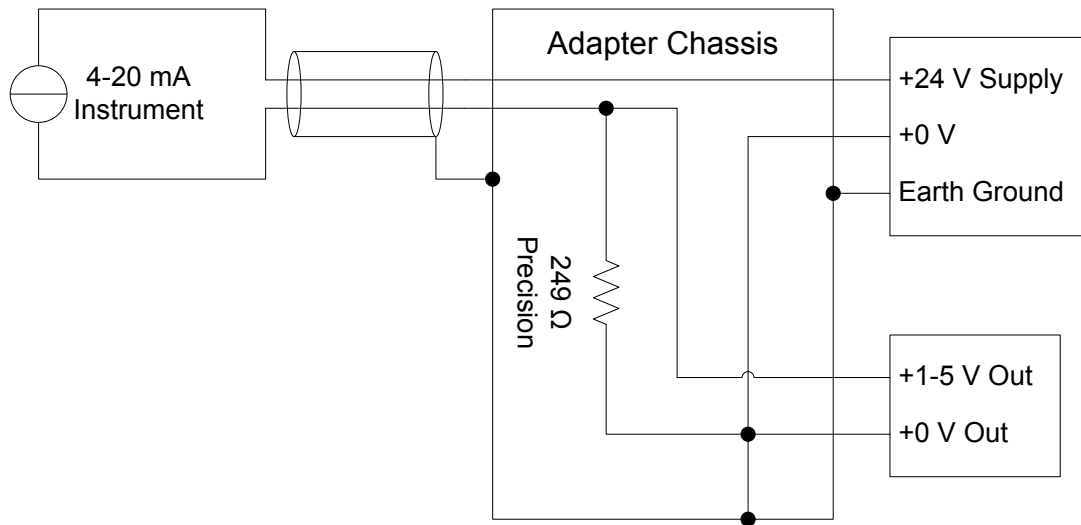 Adapter Chassis
4-20 mA
Instrument
+24 V Supply
+0 V
Earth Ground
249 Ω
Precision
+1-5 V Out
+0 V Out